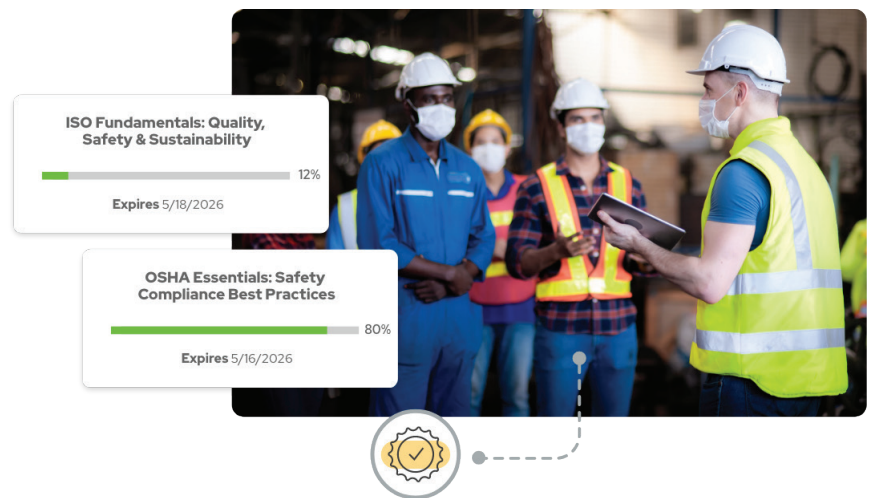 ISO Fundamentals: Quality,
Safety & Sustainability
12%
Expires 5/18/2026
OSHA Essentials: Safety
Compliance Best Practices
80%
Expires 5/16/2026